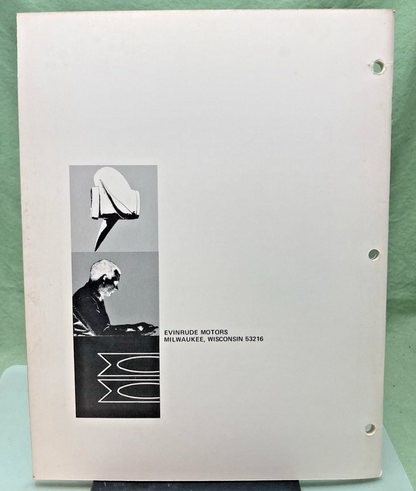 EVINRUDE MOTORS
MILWAUKEE, WISCONSIN 53216